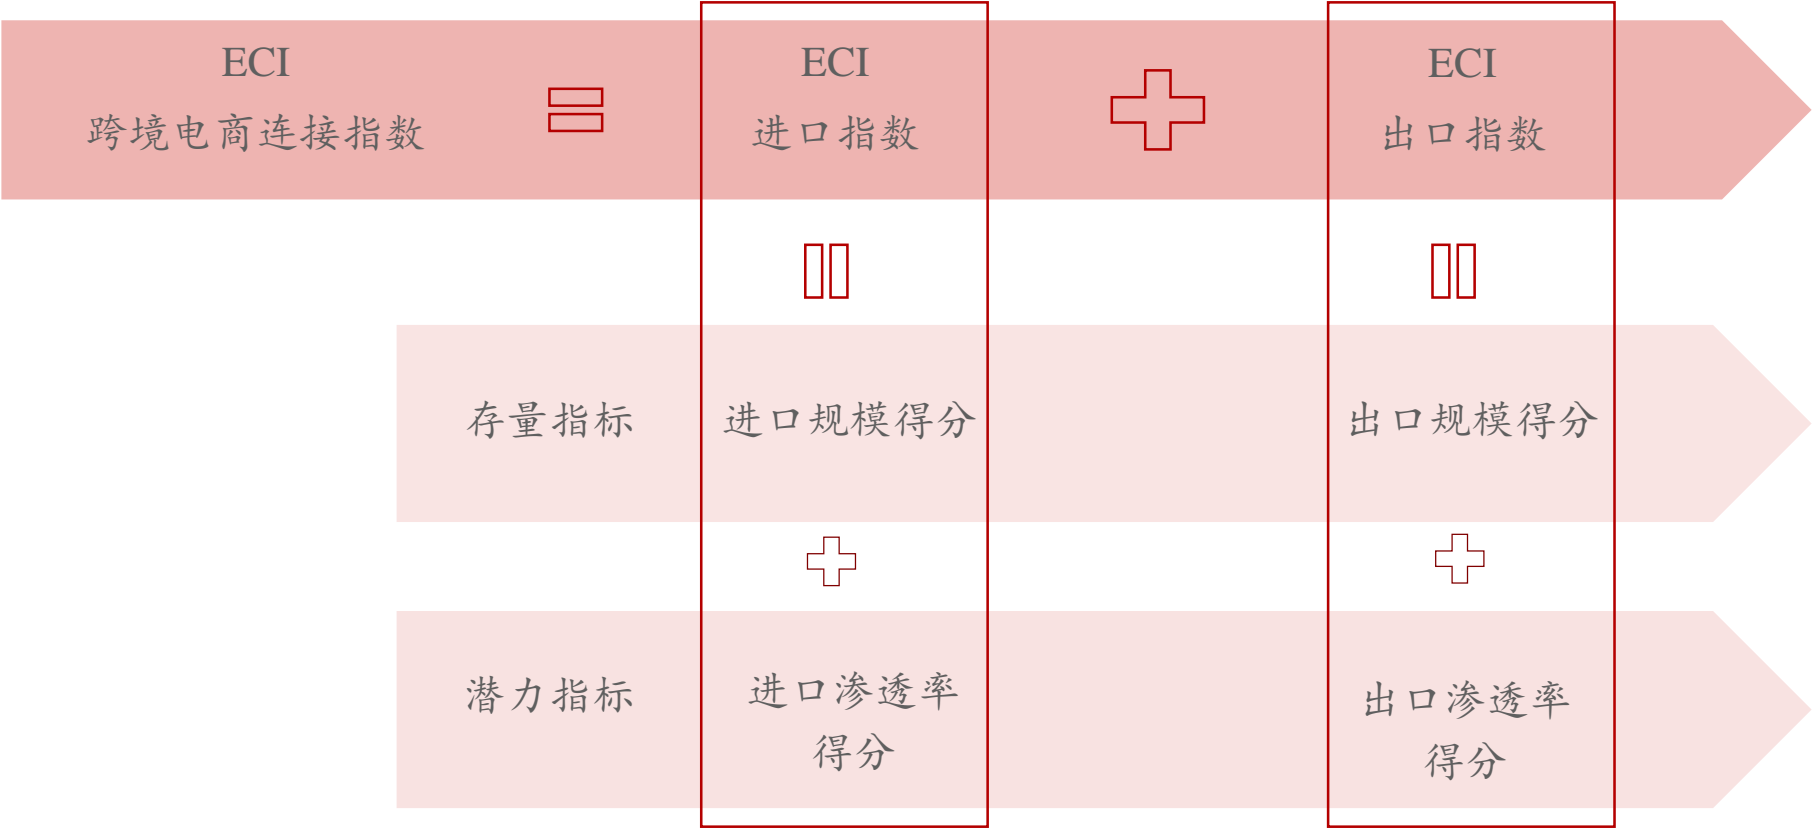 ECI
跨境电商连接指数
ECI
进口指数
ECI
出口指数
存量指标
进口规模得分
出口规模得分
潜力指标
进口渗透率
得分
出口渗透率
得分